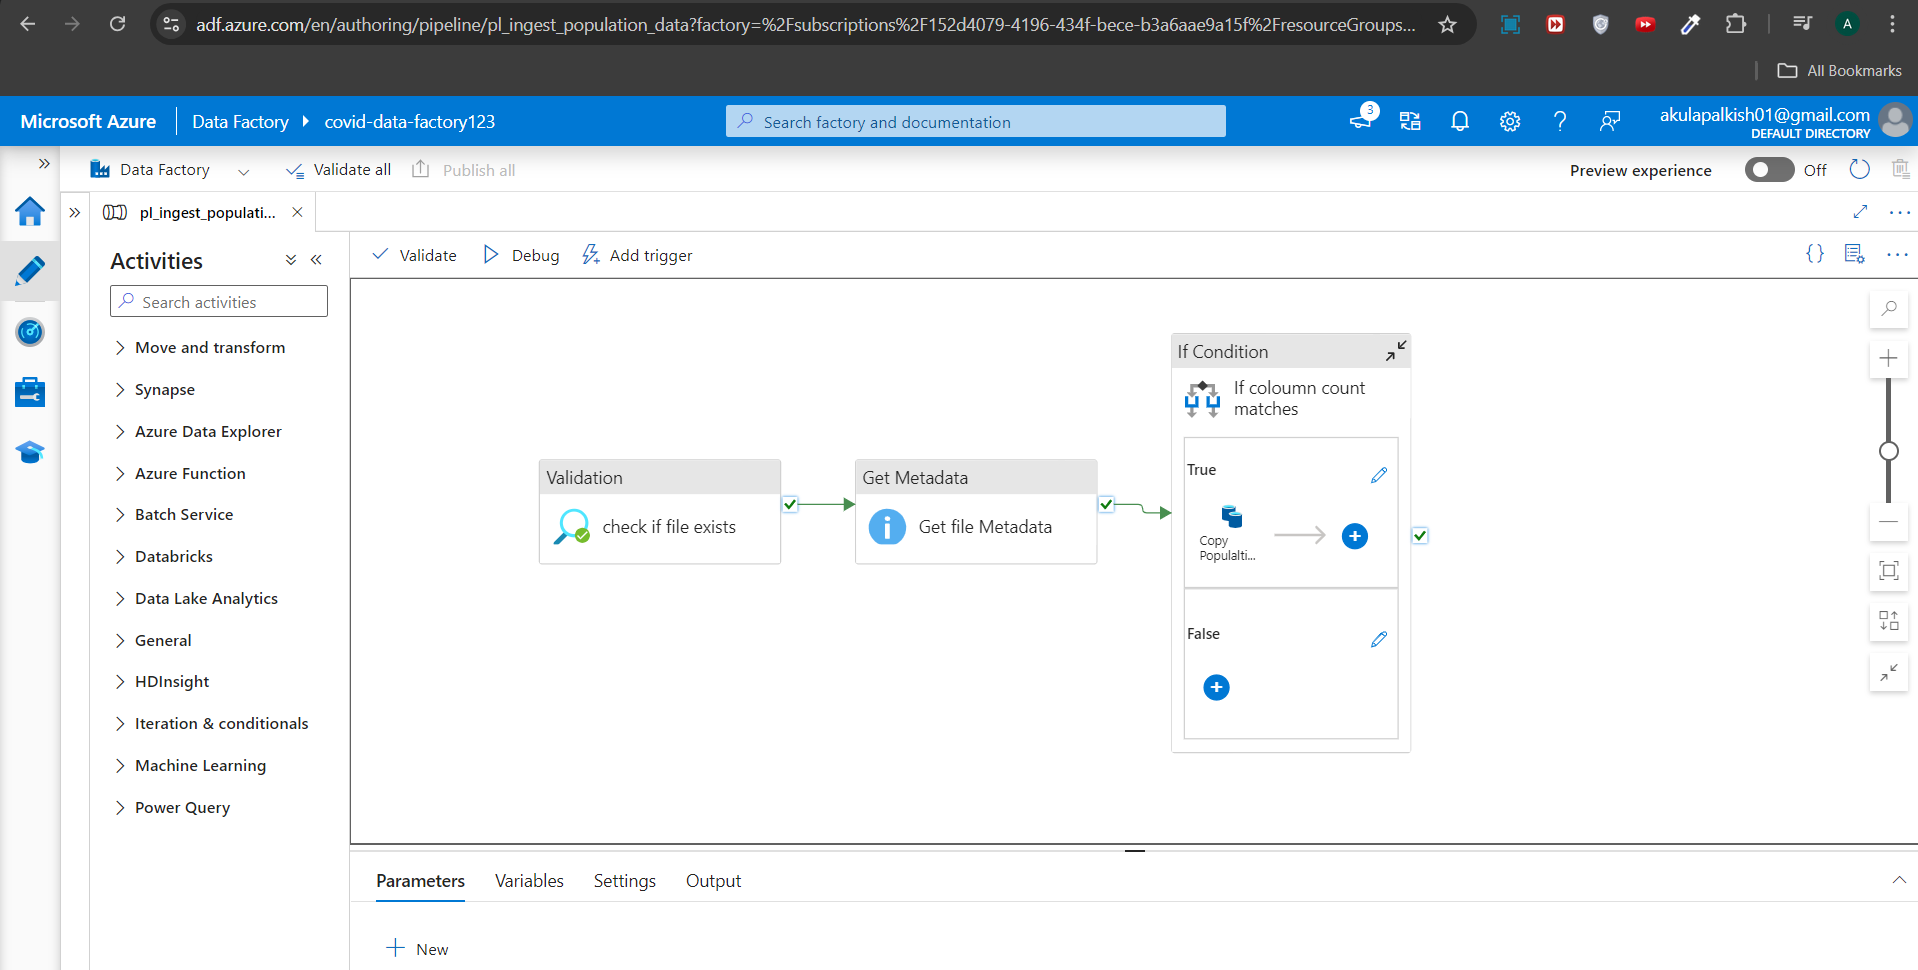 adf.azure.com/en/authoring/pipeline/pl_ingest_population_data?factory=%2Fsubscriptions%2F152d4079-4196-434f-bece-b3a6aae9a15f%2FresourceGroups...
A
All Bookmarks
Microsoft Azure
Data Factory
covid-data-factory123
Search factory and documentation
3
akulapalkish01@gmail.com
DEFAULT DIRECTORY
Data Factory
Validate all
Publish all
Preview experience
Off
pl_ingest_populati...
Activities
Search activities
Move and transform
Synapse
Azure Data Explorer
Azure Function
Batch Service
Databricks
Data Lake Analytics
General
HDInsight
Iteration & conditionals
Machine Learning
Power Query
Validate
Debug
Add trigger
Validation
check if file exists
Get Metadata
Get file Metadata
If Condition
If coloumn count
matches
True
Copy
Populalti...
False
Parameters
Variables
Settings
Output
New